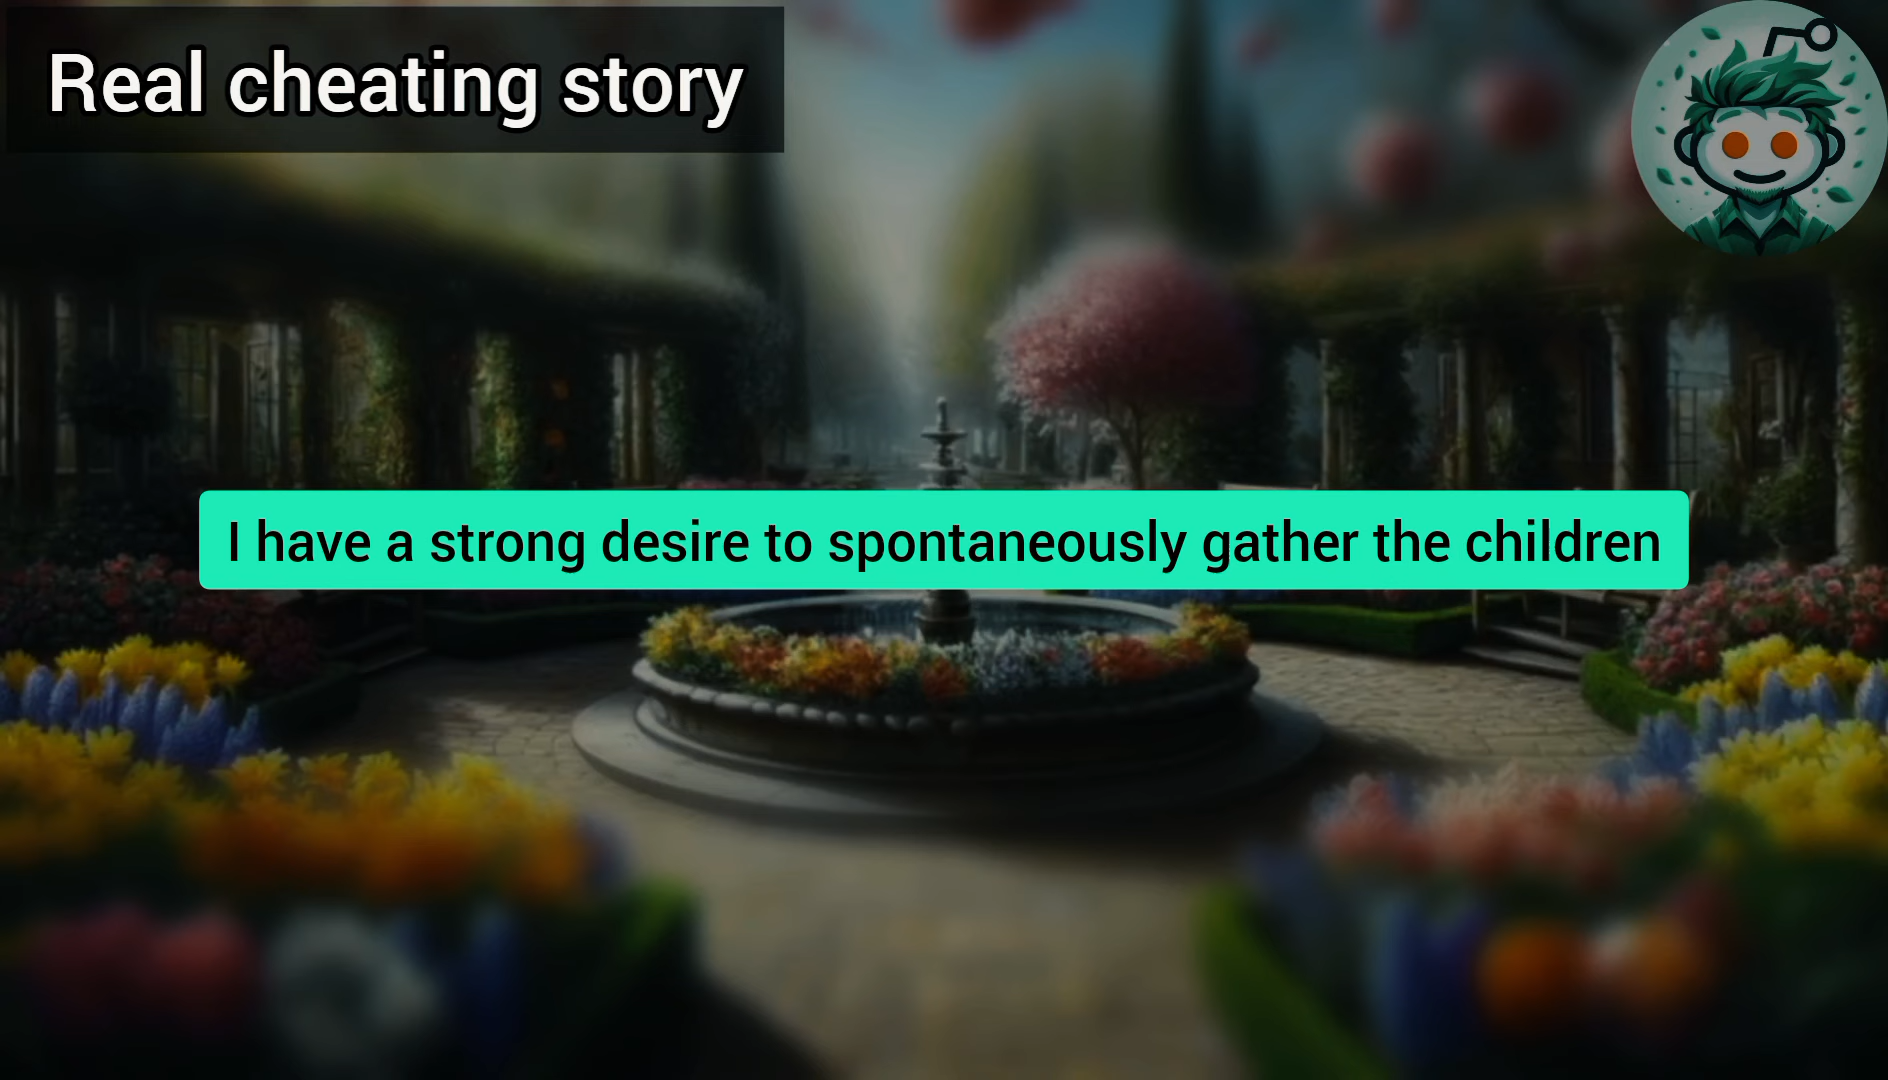 Real cheating story
I have a strong desire to spontaneously gather the children